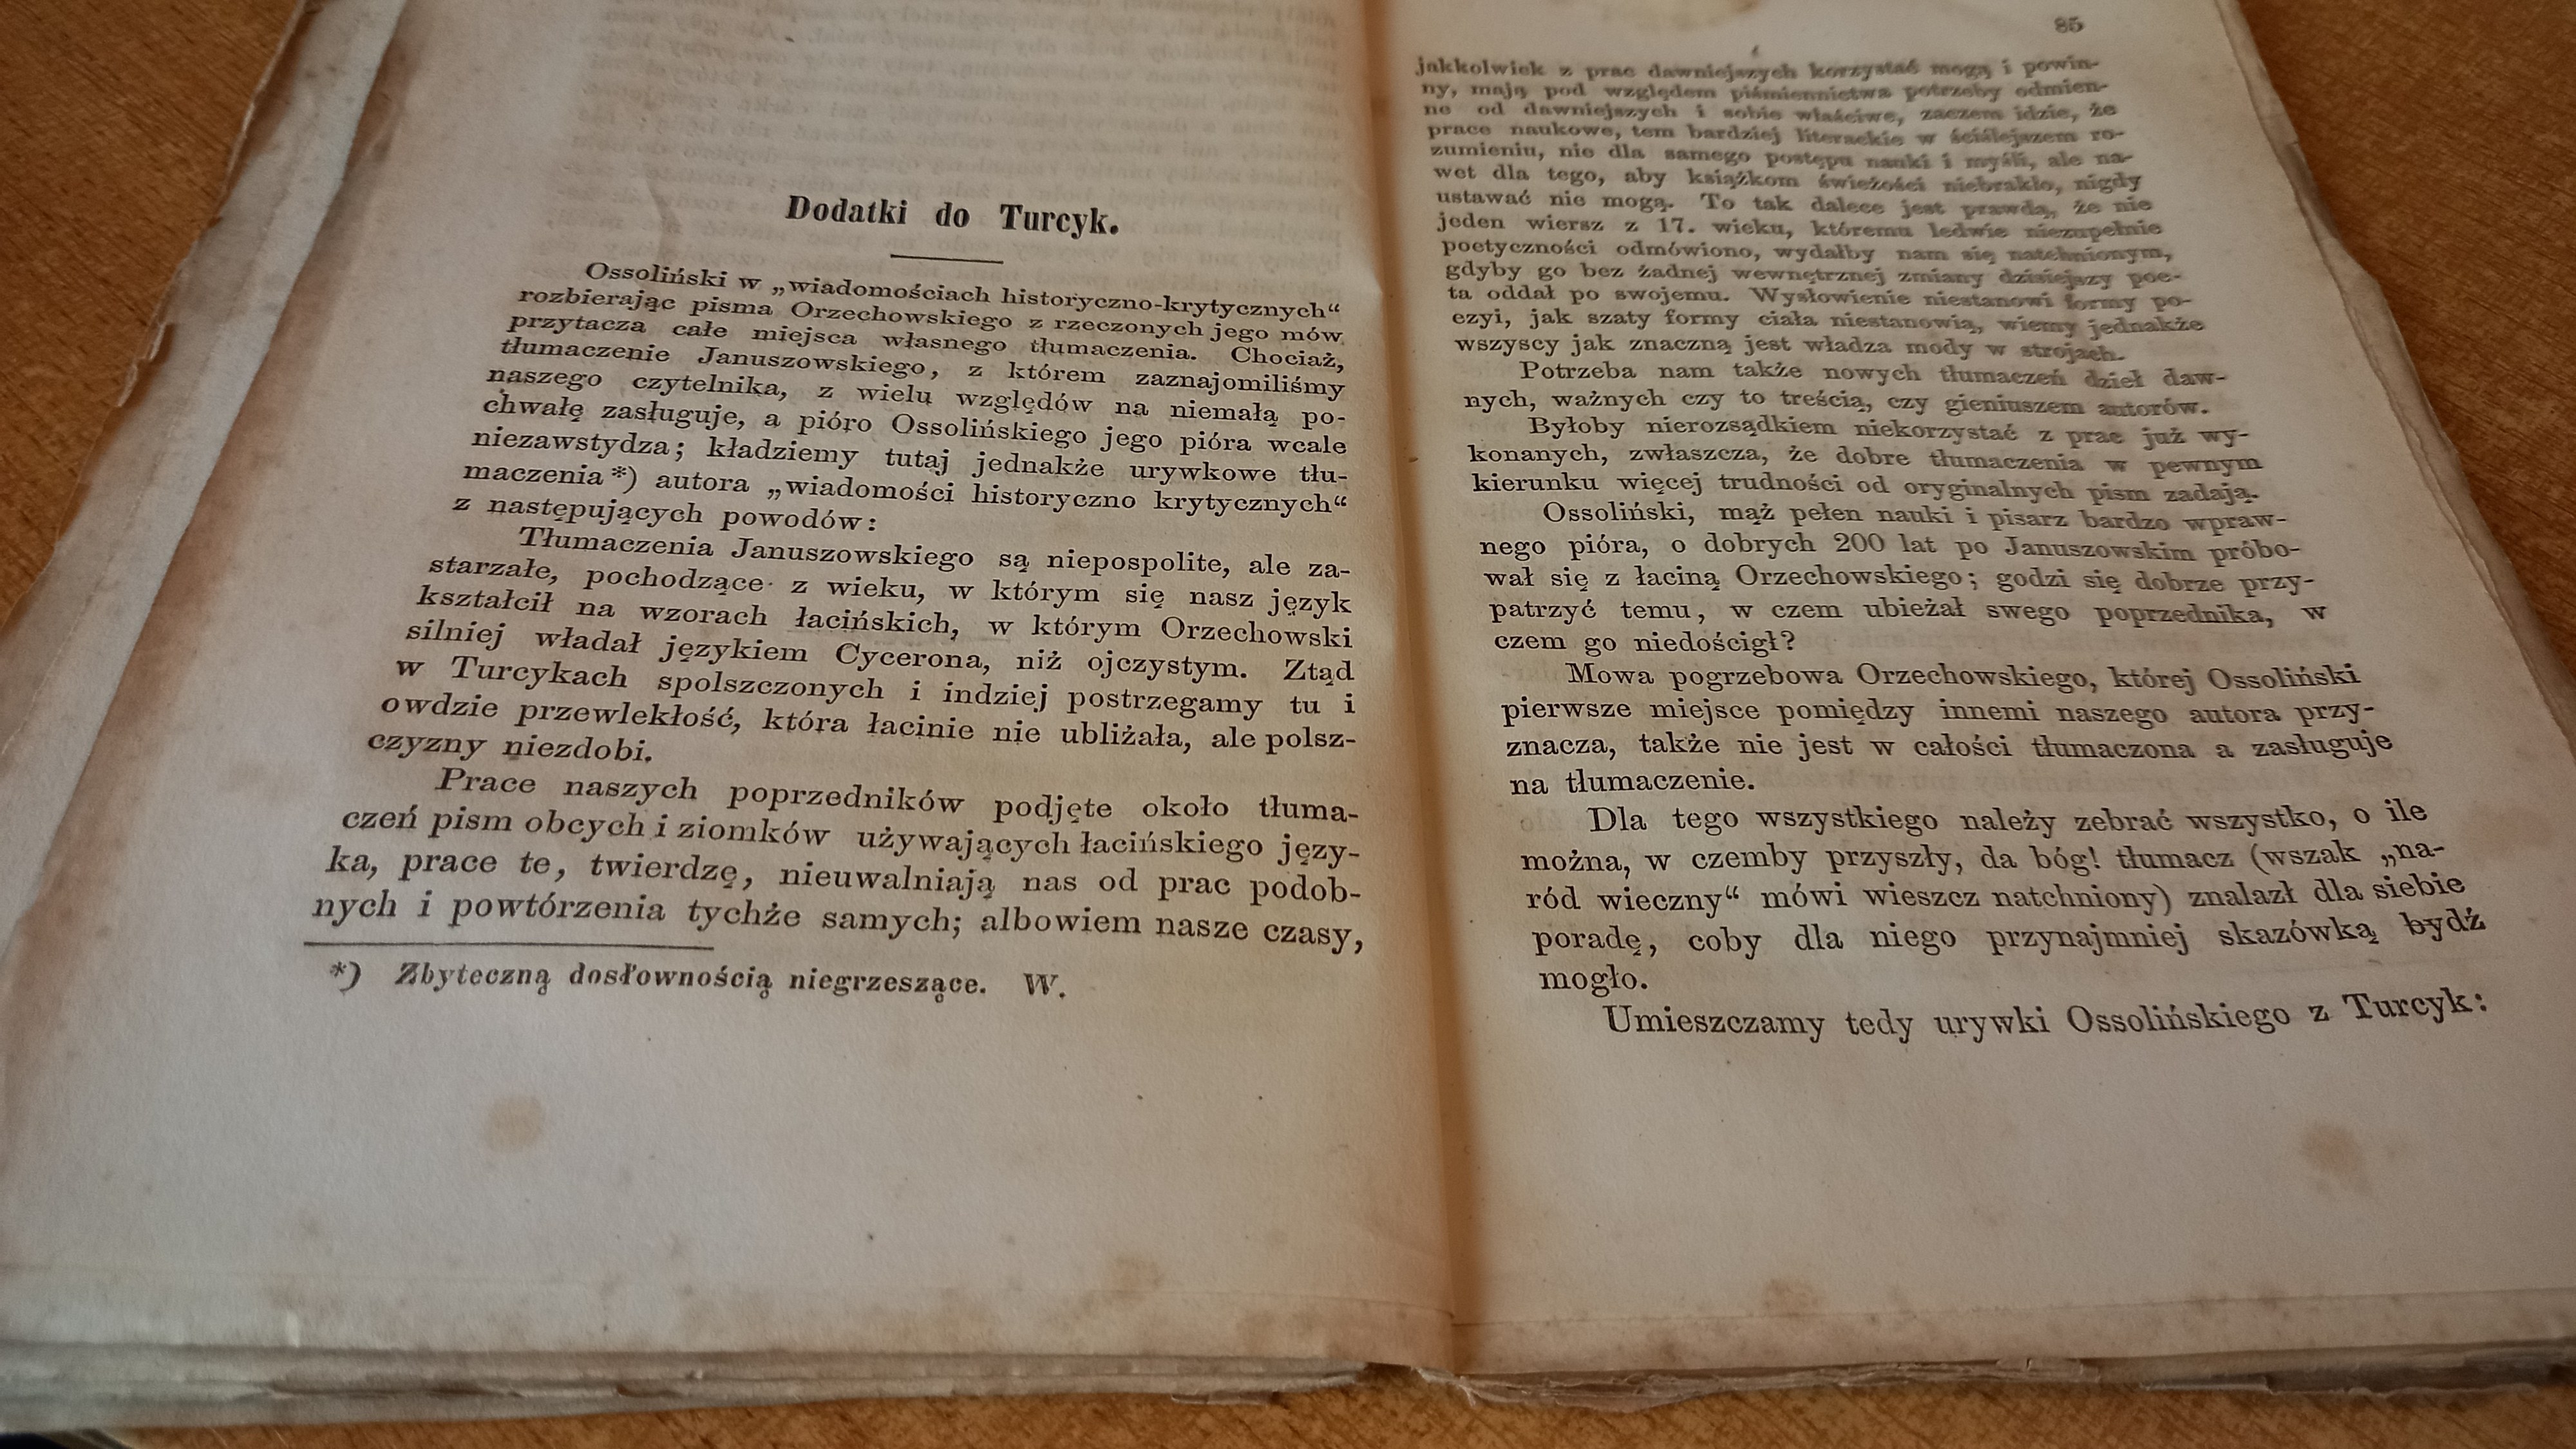 Dodatki do Turcyk.
Ossoliński w „wiadomościach historyczno-krytycznych“
rozbierając pisma Orzechowskiego z rzeczonych jego mów
przytacza całe miejsca własnego tłumaczenia. Chociaż,
tłumaczenie Januszowskiego, z którem zaznajomiliśmy
naszego czytelnika, z wielu względów na niemałą po-
chwałę zasługuje, a pióro Ossolińskiego jego pióra wcale
niezawstydza; kładziemy tutaj jednakże urywkowe tłu-
maczenia*) autora „wiadomości historyczno krytycznych“
z następujących powodów:
Tłumaczenia Januszowskiego są niepospolite, ale za-
starzałe, pochodzące z wieku, w którym się nasz język
kształcił na wzorach łacińskich, w którym Orzechowski
silniej władał językiem Cycerona, niż ojczystym. Ztąd
w Turcykach spolszczonych i indziej postrzegamy tu i
owdzie przewlekłość, która łacinie nie ubliżała, ale polsz-
czyzny niezdobi.
Prace naszych poprzedników podjęte około tłuma-
czeń pism obcych i ziomków używających łacińskiego języ-
ka, prace te, twierdzę, nieuwalniają nas od prac podob-
nych i powtórzenia tychże samych; albowiem nasze czasy,
*) Zbyteczną dosłownością niegrzeszące. W.
85
jakkolwiek z prac dawniejszych korzystać mogą i powin-
ny, mają pod względem piśmiennictwa potrzeby odmien-
ne od dawniejszych i sobie właściwe, zaczem idzie, że
prace naukowe, tem bardziej literackie w ściślejszem ro-
zumieniu, nie dla samego postępu nauki i myśli, ale na-
wet dla tego, aby książkom świeżości niebrakło, nigdy
ustawać nie mogą. To tak dalece jest prawdą, że nie
jeden wiersz z 17. wieku, któremu ledwie niezupełnie
poetyczności odmówiono, wydałby nam się natchnionym,
gdyby go bez żadnej wewnętrznej zmiany dzisiejszy poe-
ta oddał po swojemu. Wysłowienie niestanowi formy po-
ezyi, jak szaty formy ciała niestanowią, wiemy jednakże
wszyscy jak znaczną jest władza mody w strojach.
Potrzeba nam także nowych tłumaczeń dzieł daw-
nych, ważnych czy to treścią, czy gieniuszem autorów.
Byłoby nierozsądkiem niekorzystać z prac już wy-
konanych, zwłaszcza, że dobre tłumaczenia w pewnym
kierunku więcej trudności od oryginalnych pism zadają.
Ossoliński, mąż pełen nauki i pisarz bardzo wpraw-
nego pióra, o dobrych 200 lat po Januszowskim próbo-
wał się z łaciną Orzechowskiego; godzi się dobrze przy-
patrzyć temu, w czem ubieżał swego poprzednika, w
czem go niedościgł?
Mowa pogrzebowa Orzechowskiego, której Ossoliński
pierwsze miejsce pomiędzy innemi naszego autora przy-
znacza, także nie jest w całości tłumaczona a zasługuje
na tłumaczenie.
Dla tego wszystkiego należy zebrać wszystko, o ile
można, w czemby przyszły, da bóg! tłumacz (wszak „na-
ród wieczny“ mówi wieszcz natchniony) znalazł dla siebie
poradę, coby dla niego przynajmniej skazówką bydź
mogło.
Umieszczamy tedy urywki Ossolińskiego z Turcyk: